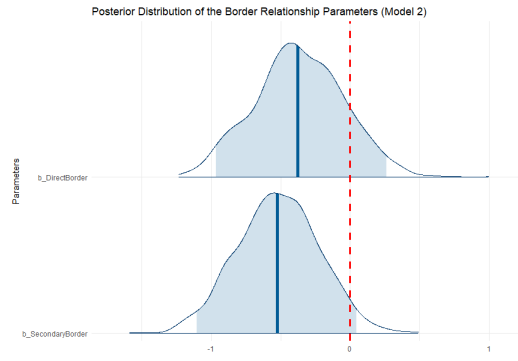 Posterior Distribution of the Border Relationship Parameters (Model 2)
Parameters
b_DirectBorder
b_SecondaryBorder
-1 0 1